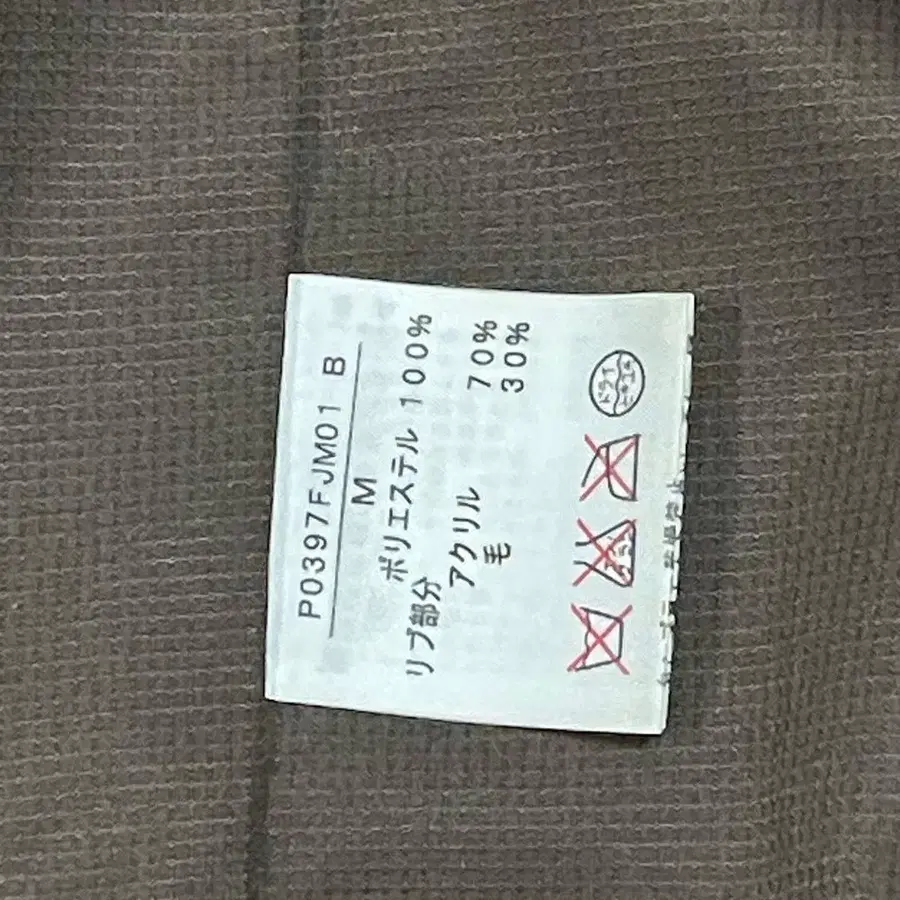 P0397FJM01 B
M
ポリエステル 100%
リブ部分
アクリル 70%
毛 30%
ドライ